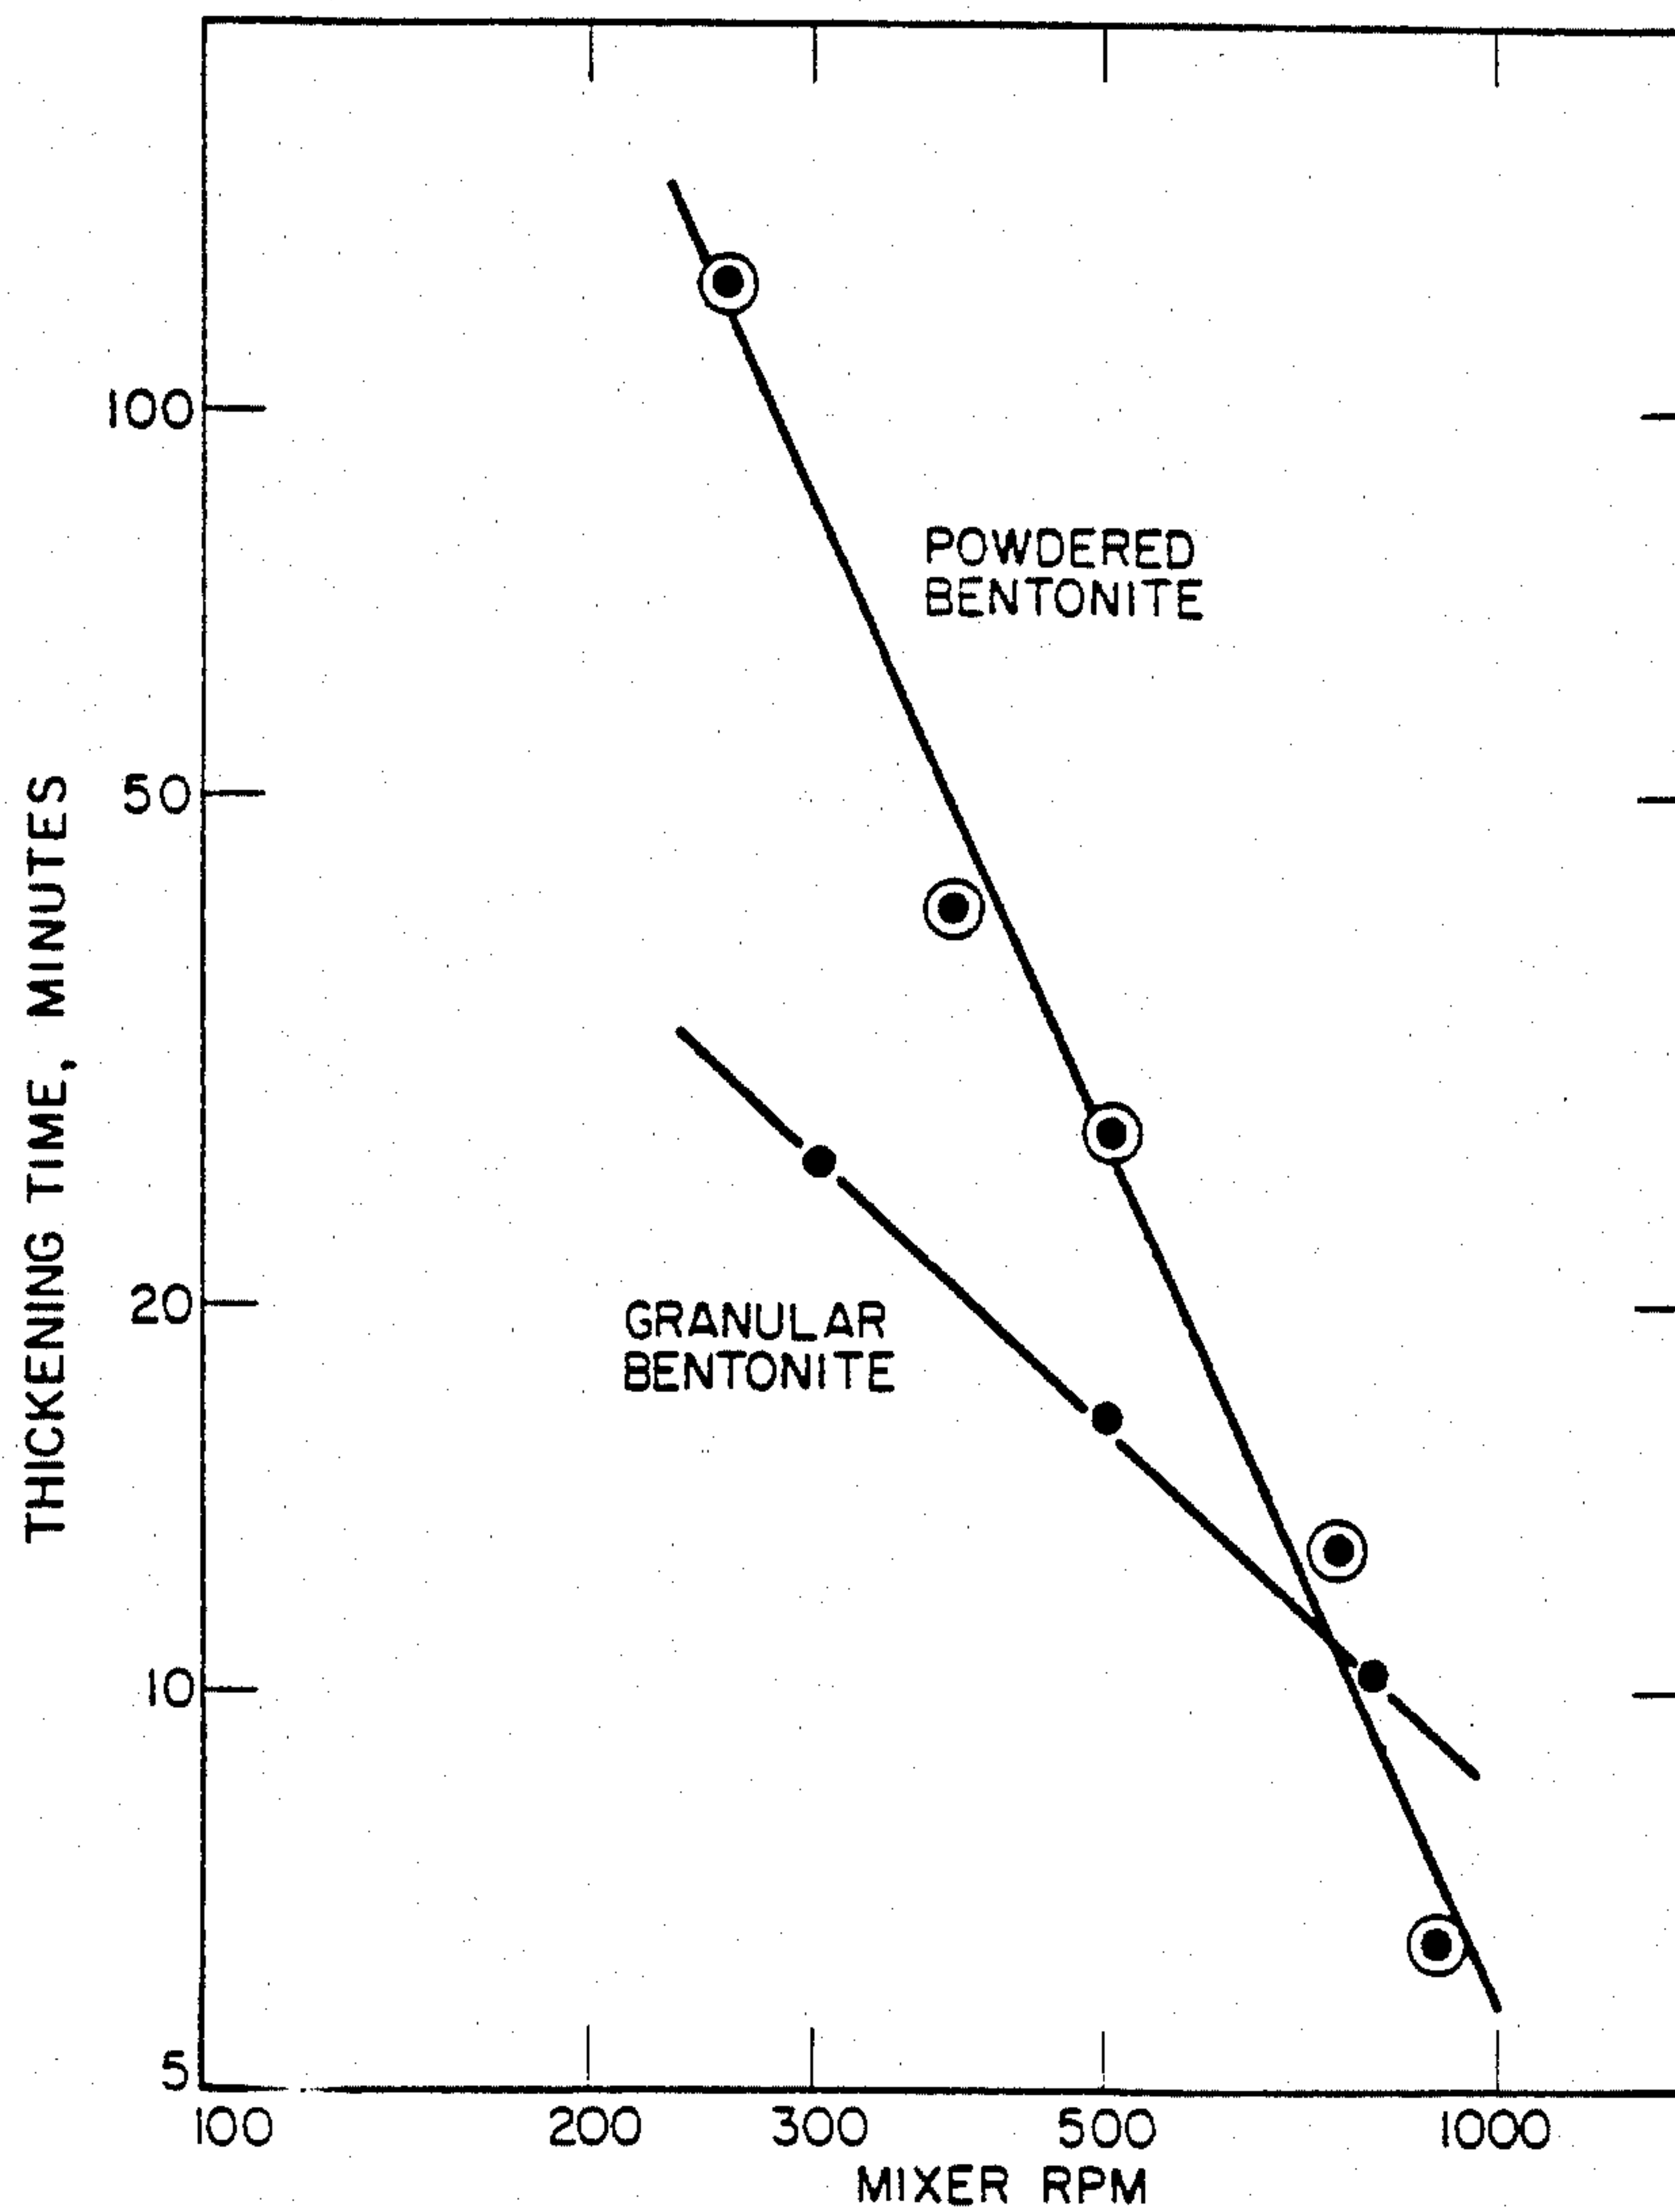 100
POWDERED
BENTONITE
50
THICKENING TIME, MINUTES
20
GRANULAR
BENTONITE
10
5
100 200 300 500 1000
MIXER RPM